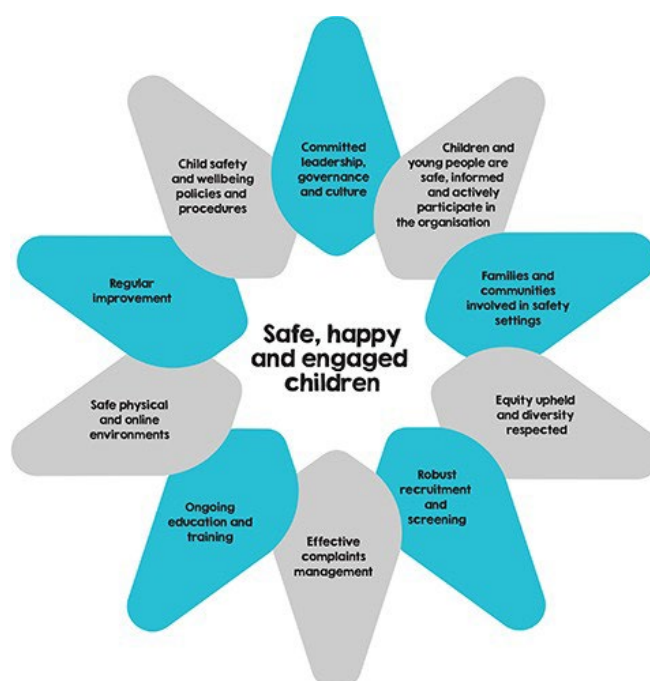 Committed
leadership,
governance
and culture
Children and
young people are
safe, informed
and actively
participate in
the organisation
Families and
communities
involved in safety
settings
Equity upheld
and diversity
respected
Robust
recruitment
and
screening
Effective
complaints
management
Ongoing
education and
training
Safe physical
and online
environments
Regular
improvement
Child safety
and wellbeing
policies and
procedures
Safe, happy
and engaged
children